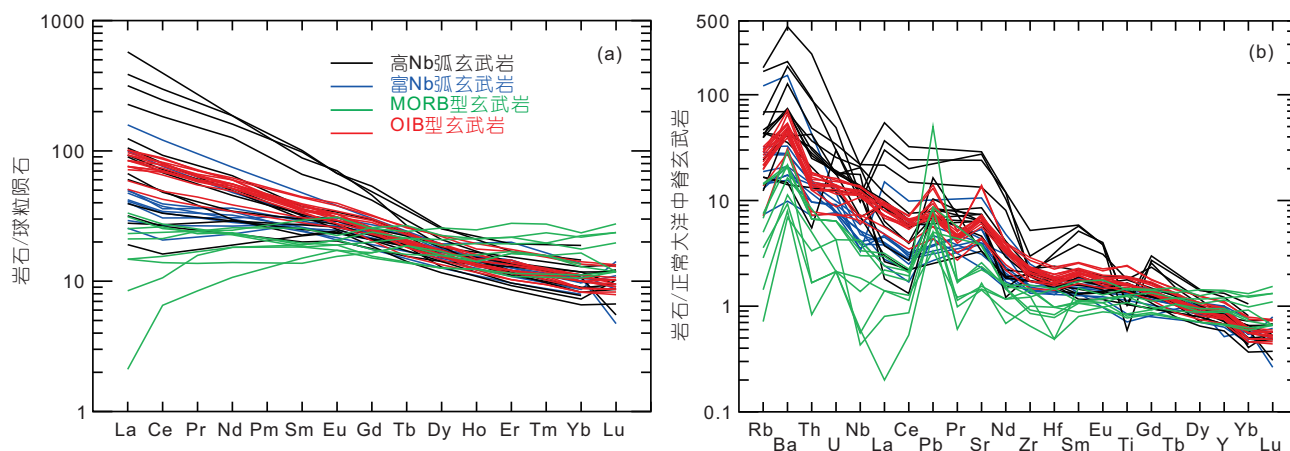 1000
100
10
1
岩石/球粒陨石
(a)
高Nb弧玄武岩
富Nb弧玄武岩
MORB型玄武岩
OIB型玄武岩
La Ce Pr Nd Pm Sm Eu Gd Tb Dy Ho Er Tm Yb Lu
500
100
10
1
0.1
岩石/正常大洋中脊玄武岩
(b)
Rb Th Nb Ce Pr Nd Hf Eu Gd Dy Yb
Ba U La Pb Sr Zr Sm Ti Tb Y Lu